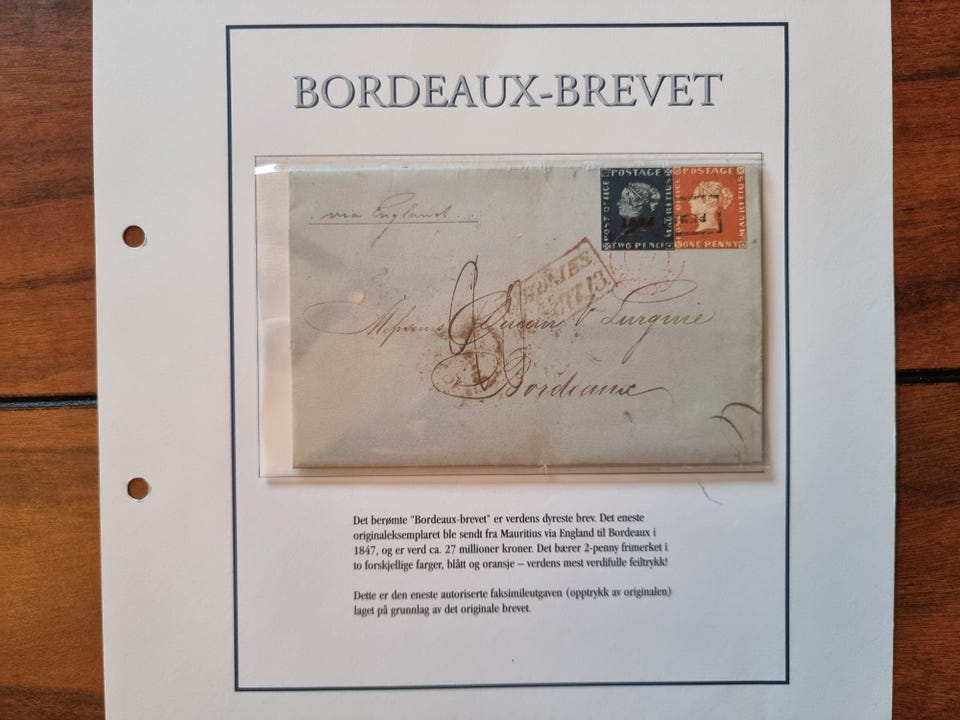 BORDEAUX-BREVET
via England
POSTAGE POSTAGE
POST OFFICE MAURITIUS
POST OFFICE MAURITIUS
TWO PENCE ONE PENNY
Bordeaux
Det berømte "Bordeaux-brevet" er verdens dyreste brev. Det eneste
originaleksemplaret ble sendt fra Mauritius via England til Bordeaux i
1847, og er verd ca. 27 millioner kroner. Det bærer 2-penny frimerket i
to forskjellige farger, blått og oransje – verdens mest verdifulle feiltrykk!
Dette er den eneste autoriserte faksimileutgaven (opptrykk av originalen)
laget på grunnlag av det originale brevet.